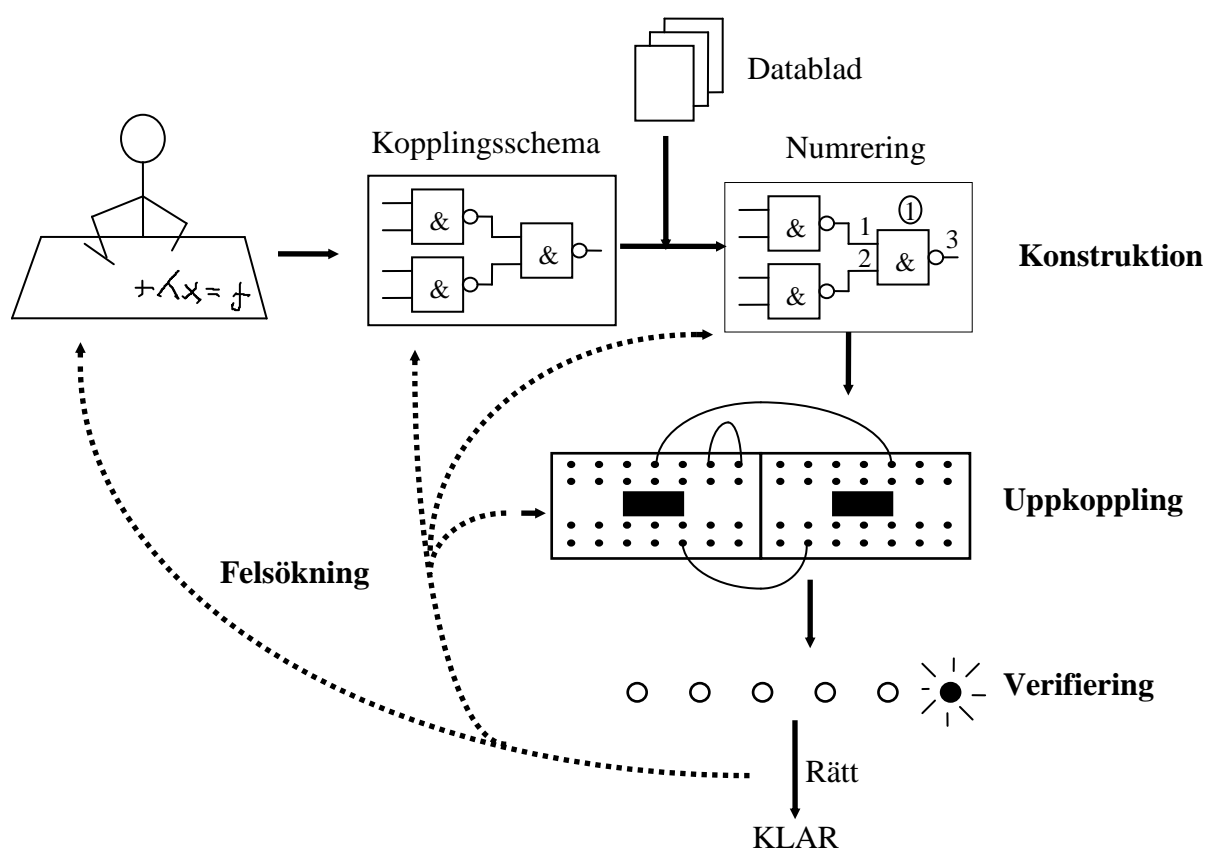 Datablad
Kopplingsschema
Numrering
&
&
&
&
&
&
1
2
3
1
Konstruktion
Uppkoppling
Felsökning
Verifiering
Rätt
KLAR